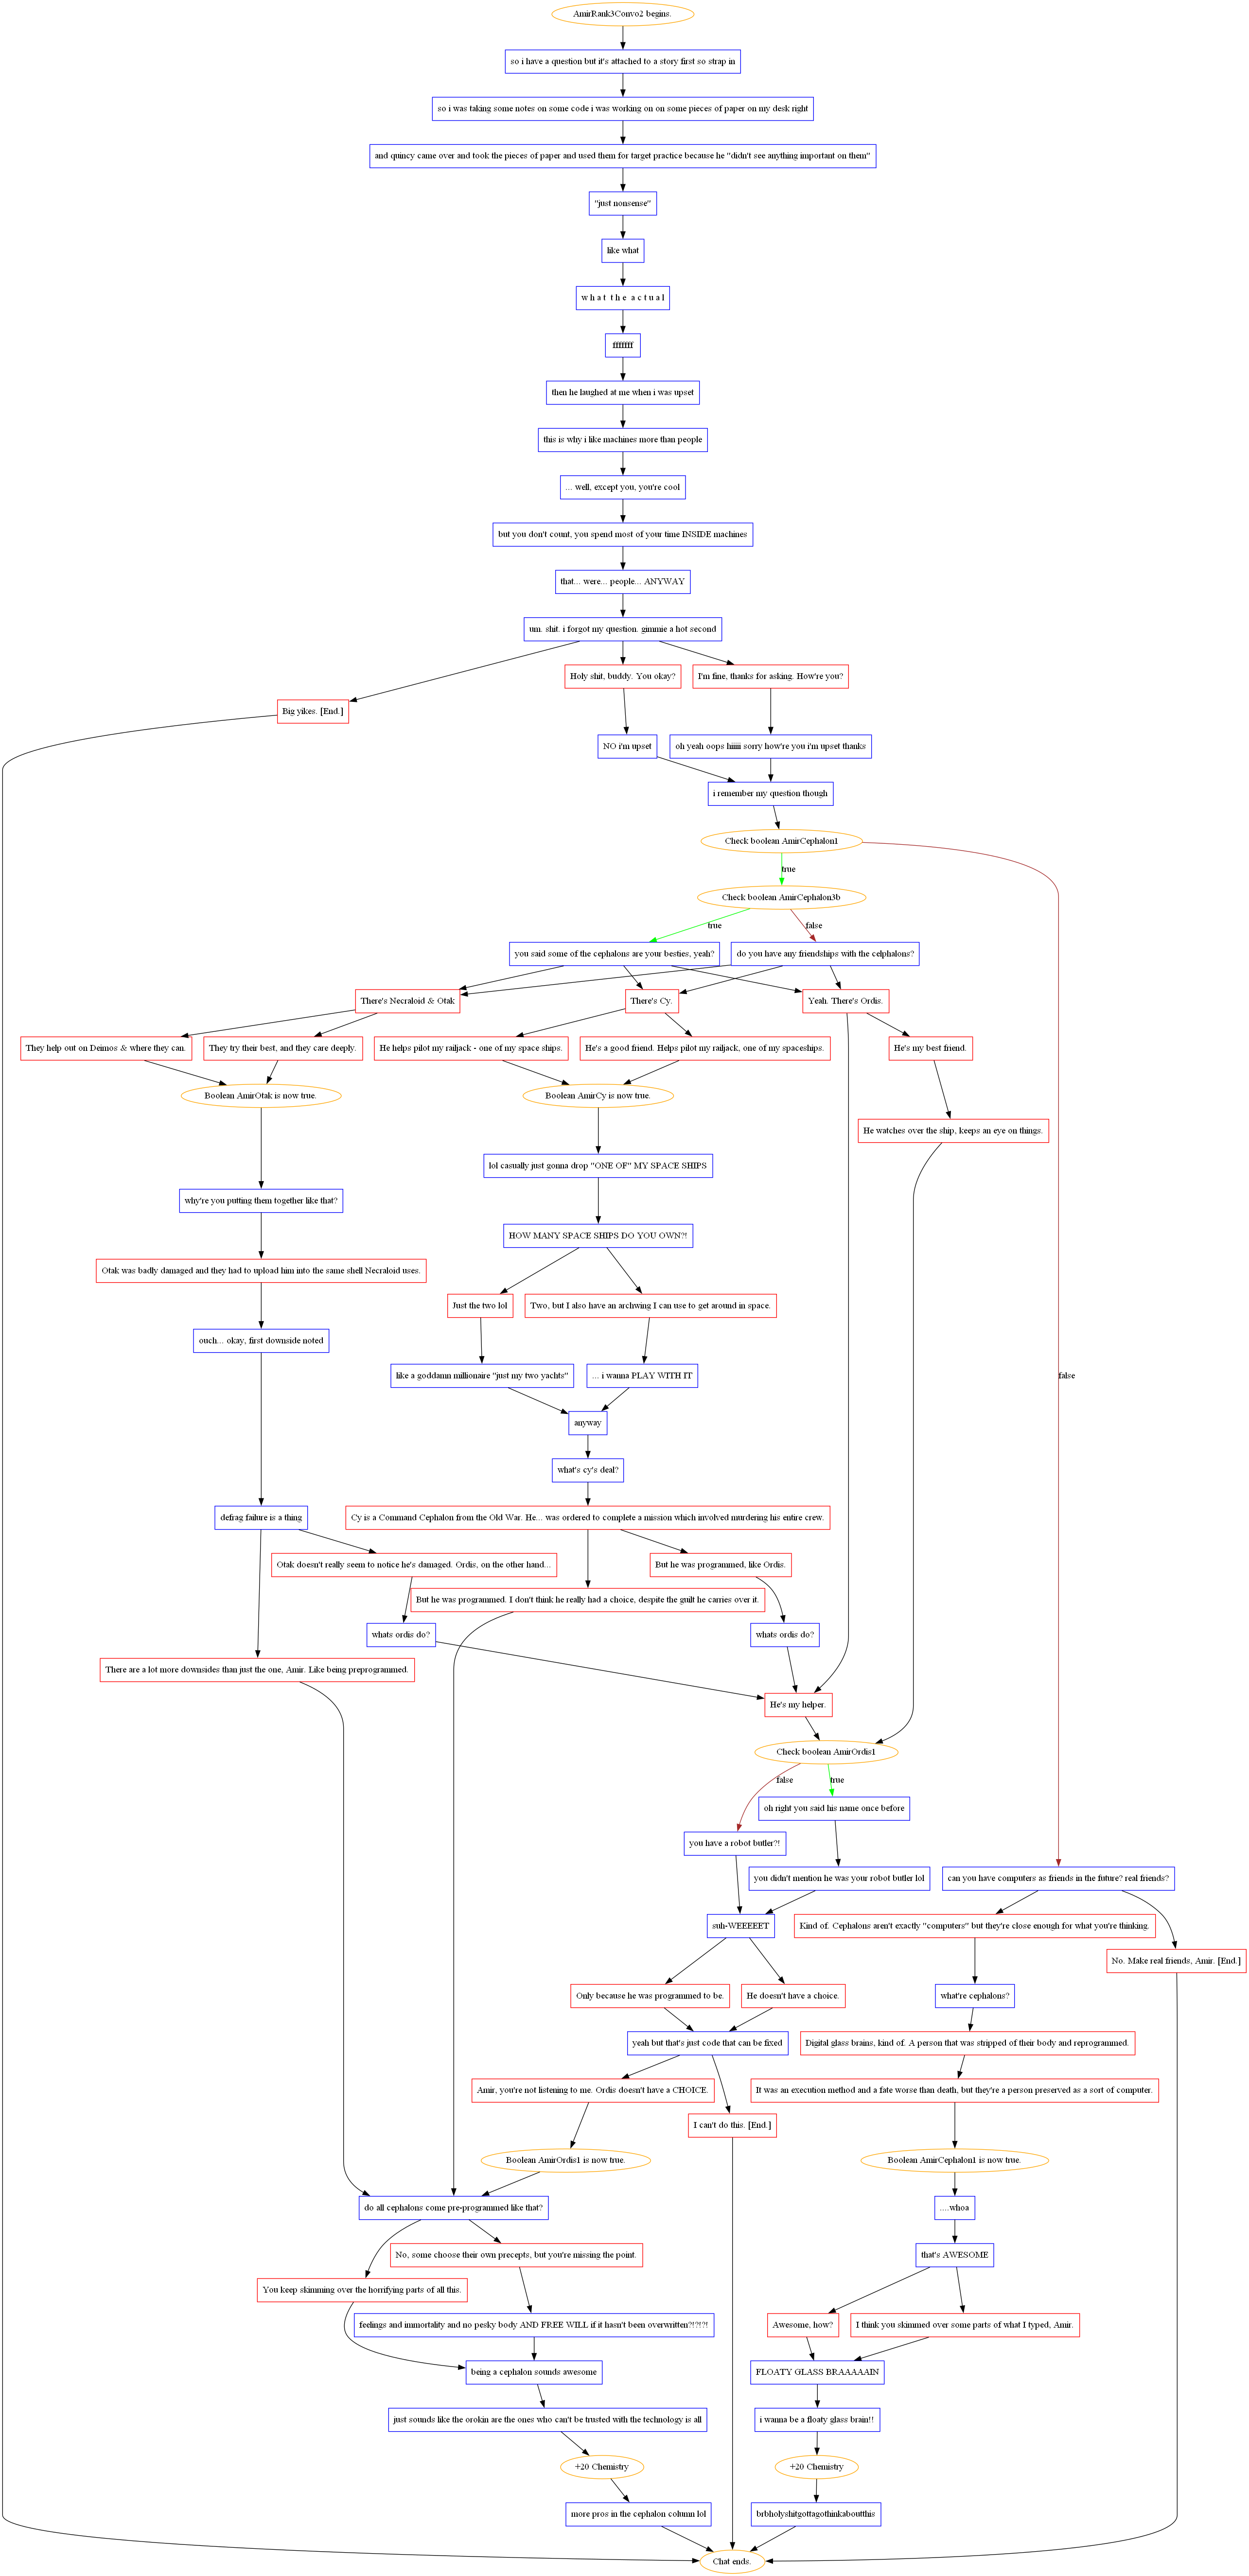 AmirRank3Convo2 begins.
so i have a question but it's attached to a story first so strap in
so i was taking some notes on some code i was working on on some pieces of paper on my desk right
and quincy came over and took the pieces of paper and used them for target practice because he "didn't see anything important on them"
"just nonsense"
like what
w h a t  t h e  a c t u a l
fffffff
then he laughed at me when i was upset
this is why i like machines more than people
... well, except you, you're cool
but you don't count, you spend most of your time INSIDE machines
that... were... people... ANYWAY
um. shit. i forgot my question. gimmie a hot second
Holy shit, buddy. You okay?
I'm fine, thanks for asking. How're you?
Big yikes. [End.]
NO i'm upset
oh yeah oops hiiiii sorry how're you i'm upset thanks
i remember my question though
Check boolean AmirCephalon1
true
Check boolean AmirCephalon3b
true
false
you said some of the cephalons are your besties, yeah?
do you have any friendships with the celphalons?
There's Necraloid & Otak
There's Cy.
Yeah. There's Ordis.
They help out on Deimos & where they can.
They try their best, and they care deeply.
He helps pilot my railjack - one of my space ships.
He's a good friend. Helps pilot my railjack, one of my spaceships.
He's my best friend.
Boolean AmirOtak is now true.
Boolean AmirCy is now true.
He watches over the ship, keeps an eye on things.
lol casually just gonna drop "ONE OF" MY SPACE SHIPS
why're you putting them together like that?
HOW MANY SPACE SHIPS DO YOU OWN?!
Otak was badly damaged and they had to upload him into the same shell Necraloid uses.
Just the two lol
Two, but I also have an archwing I can use to get around in space.
ouch... okay, first downside noted
like a goddamn millionaire "just my two yachts"
... i wanna PLAY WITH IT
false
anyway
what's cy's deal?
defrag failure is a thing
Cy is a Command Cephalon from the Old War. He... was ordered to complete a mission which involved murdering his entire crew.
Otak doesn't really seem to notice he's damaged. Ordis, on the other hand...
But he was programmed, like Ordis.
But he was programmed. I don't think he really had a choice, despite the guilt he carries over it.
whats ordis do?
whats ordis do?
There are a lot more downsides than just the one, Amir. Like being preprogrammed.
He's my helper.
Check boolean AmirOrdis1
false
true
oh right you said his name once before
you have a robot butler?!
you didn't mention he was your robot butler lol
can you have computers as friends in the future? real friends?
suh-WEEEEET
Kind of. Cephalons aren't exactly "computers" but they're close enough for what you're thinking.
No. Make real friends, Amir. [End.]
Only because he was programmed to be.
He doesn't have a choice.
what're cephalons?
yeah but that's just code that can be fixed
Digital glass brains, kind of. A person that was stripped of their body and reprogrammed.
Amir, you're not listening to me. Ordis doesn't have a CHOICE.
It was an execution method and a fate worse than death, but they're a person preserved as a sort of computer.
I can't do this. [End.]
Boolean AmirOrdis1 is now true.
Boolean AmirCephalon1 is now true.
do all cephalons come pre-programmed like that?
....whoa
No, some choose their own precepts, but you're missing the point.
that's AWESOME
You keep skimming over the horrifying parts of all this.
feelings and immortality and no pesky body AND FREE WILL if it hasn't been overwritten?!?!?!
Awesome, how?
I think you skimmed over some parts of what I typed, Amir.
being a cephalon sounds awesome
FLOATY GLASS BRAAAAAIN
just sounds like the orokin are the ones who can't be trusted with the technology is all
i wanna be a floaty glass brain!!
+20 Chemistry
+20 Chemistry
more pros in the cephalon column lol
brbholyshitgottagothinkaboutthis
Chat ends.